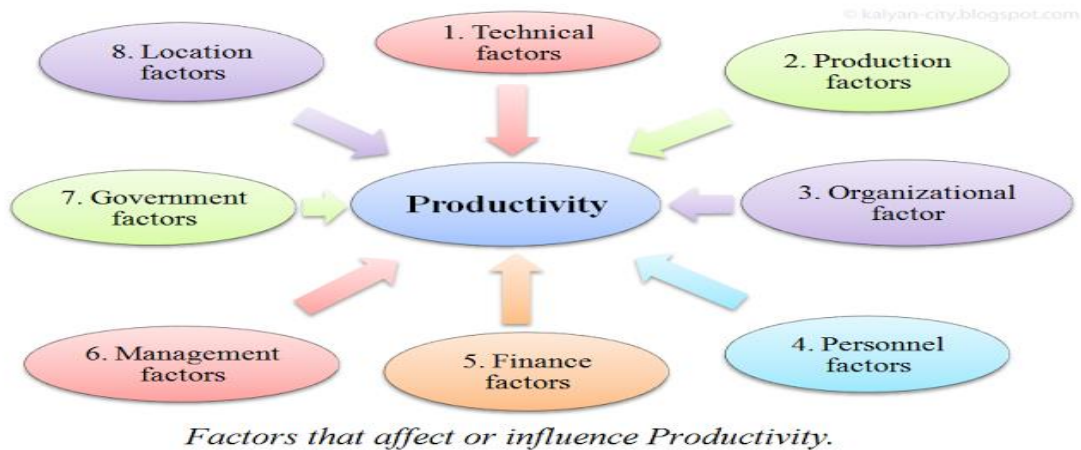 © kalyan-city.blogspot.com
1. Technical
factors
2. Production
factors
3. Organizational
factor
4. Personnel
factors
5. Finance
factors
6. Management
factors
7. Government
factors
8. Location
factors
Productivity
Factors that affect or influence Productivity.